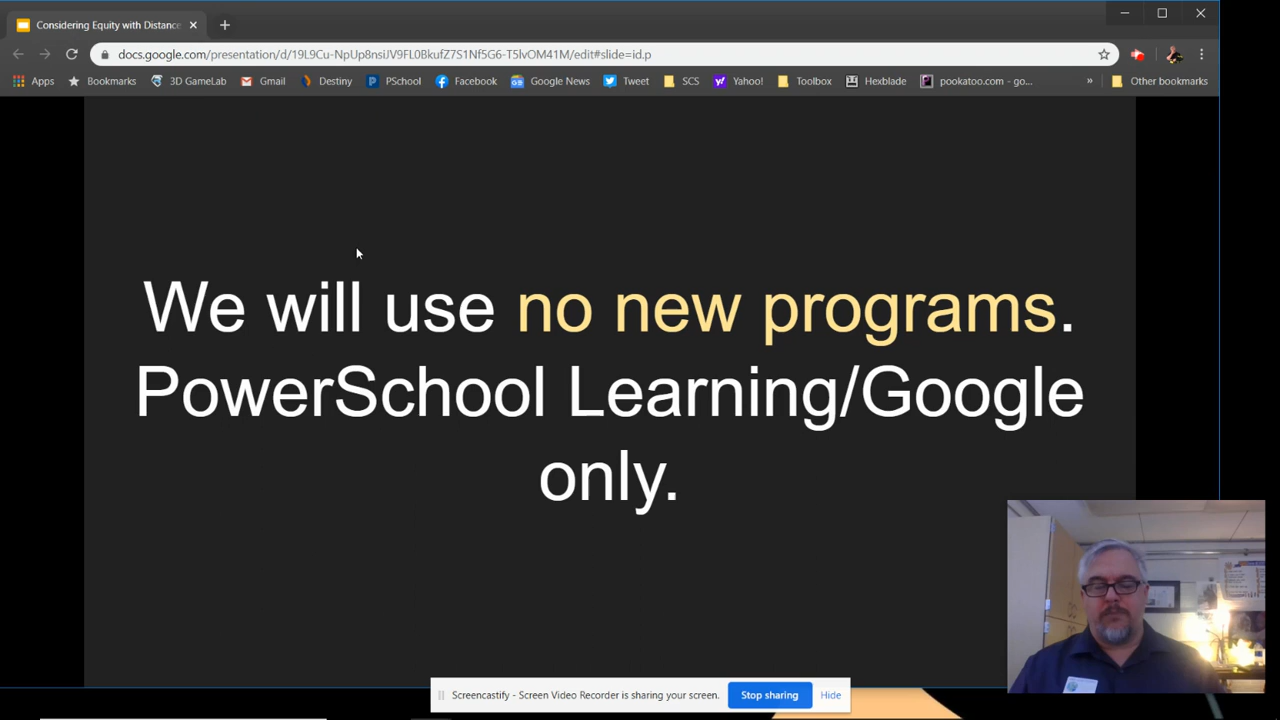 Considering Equity with Distance
docs.google.com/presentation/d/19L9Cu-NpUp8nsiJV9FL0BkufZ7S1Nf5G6-T5lvOM41M/edit#slide=id.p
Apps Bookmarks 3D GameLab Gmail Destiny PSchool Facebook Google News Tweet SCS Yahoo! Toolbox Hexblade pookatoo.com - go... » Other bookmarks
We will use no new programs.
PowerSchool Learning/Google
only.
Screencastify - Screen Video Recorder is sharing your screen. Stop sharing Hide